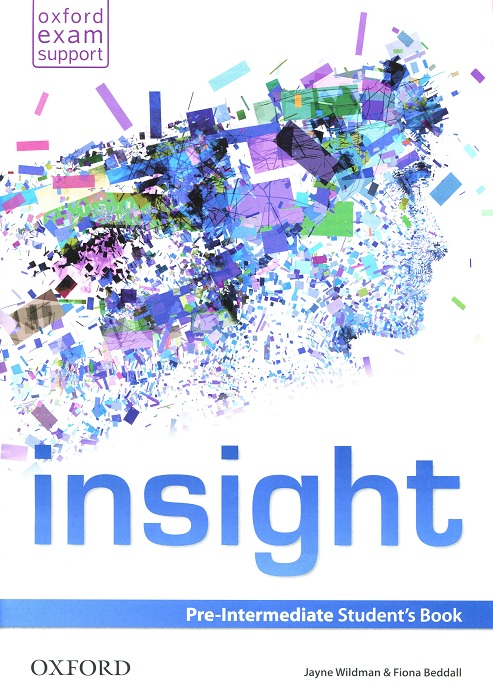 oxford
exam
support
insight
Pre-Intermediate Student's Book
OXFORD
Jayne Wildman & Fiona Beddall